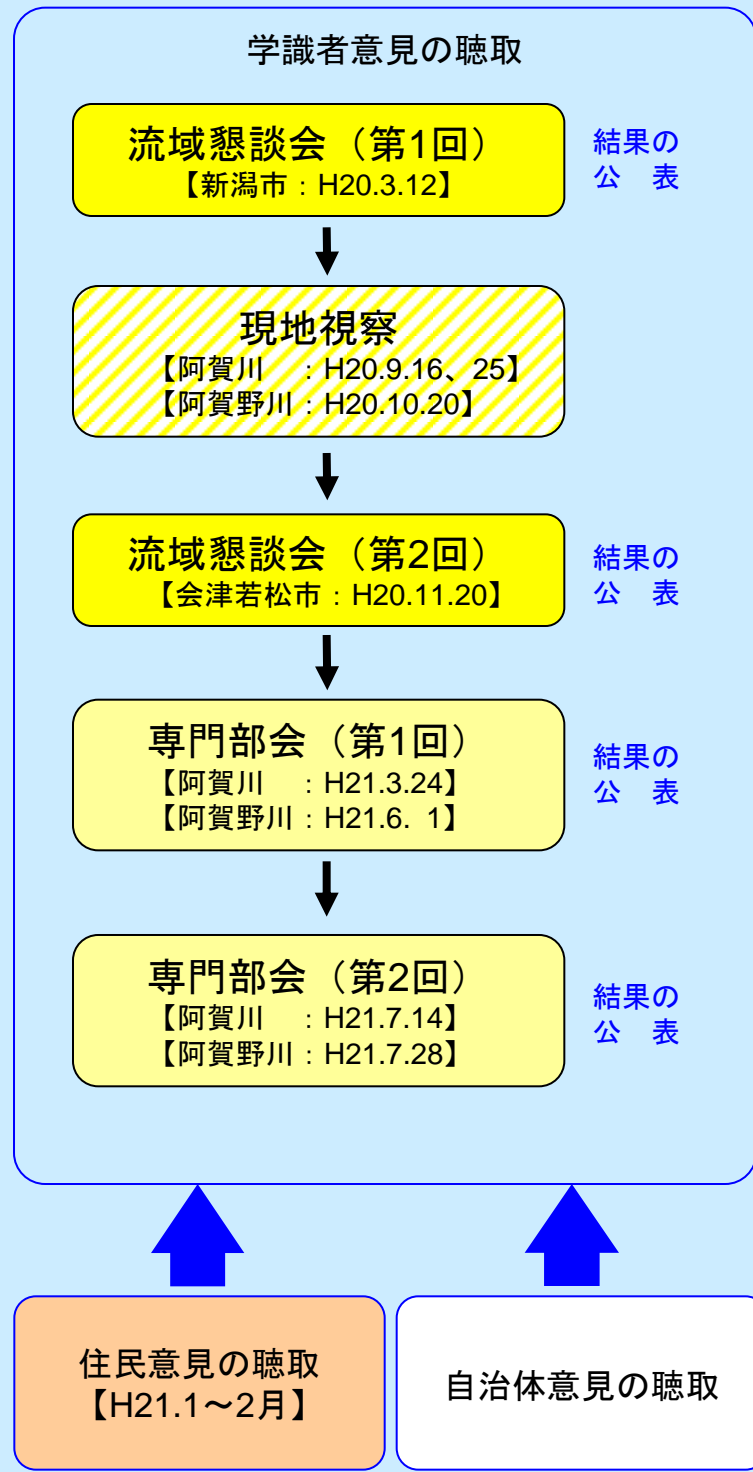 学識者意見の聴取
流域懇談会（第1回）
【新潟市：H20.3.12】
結果の
公　表
現地視察
【阿賀川　：H20.9.16、25】
【阿賀野川：H20.10.20】
流域懇談会（第2回）
【会津若松市：H20.11.20】
結果の
公　表
専門部会（第1回）
【阿賀川　：H21.3.24】
【阿賀野川：H21.6. 1】
結果の
公　表
専門部会（第2回）
【阿賀川　：H21.7.14】
【阿賀野川：H21.7.28】
結果の
公　表
住民意見の聴取
【H21.1～2月】
自治体意見の聴取